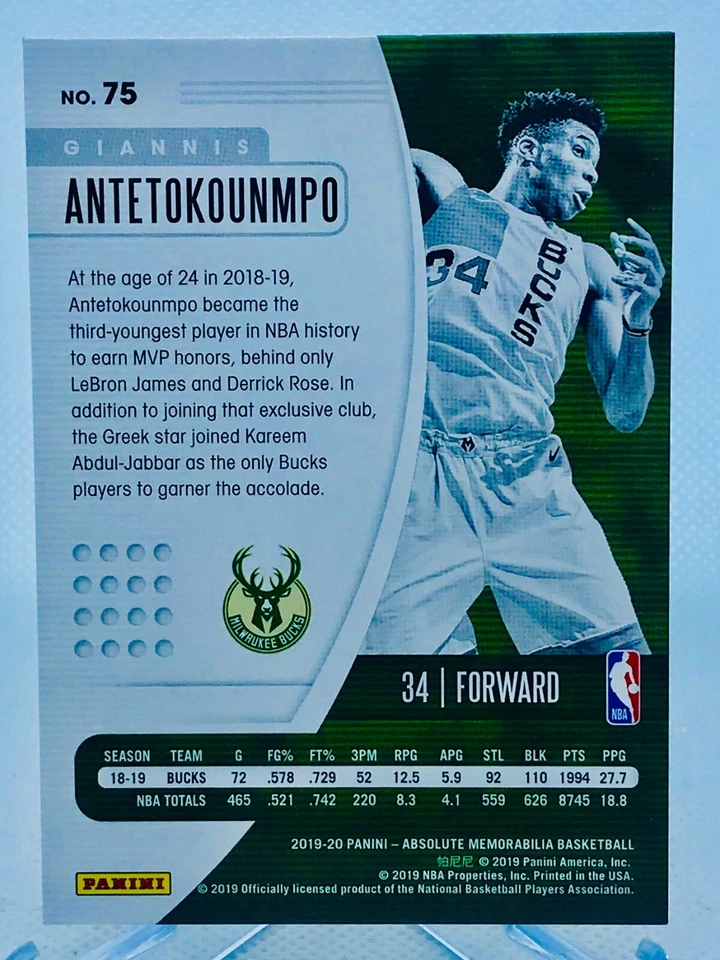 NO. 75
GIANNIS
ANTETOKOUNMPO
At the age of 24 in 2018-19,
Antetokounmpo became the
third-youngest player in NBA history
to earn MVP honors, behind only
LeBron James and Derrick Rose. In
addition to joining that exclusive club,
the Greek star joined Kareem
Abdul-Jabbar as the only Bucks
players to garner the accolade.
BUCKS
34
MILWAUKEE BUCKS
34 | FORWARD
NBA
SEASON TEAM G FG% FT% 3PM RPG APG STL BLK PTS PPG
18-19 BUCKS 72 .578 .729 52 12.5 5.9 92 110 1994 27.7
NBA TOTALS 465 .521 .742 220 8.3 4.1 559 626 8745 18.8
2019-20 PANINI – ABSOLUTE MEMORABILIA BASKETBALL
帕尼尼 © 2019 Panini America, Inc.
© 2019 NBA Properties, Inc. Printed in the USA.
PANINI
© 2019 Officially licensed product of the National Basketball Players Association.